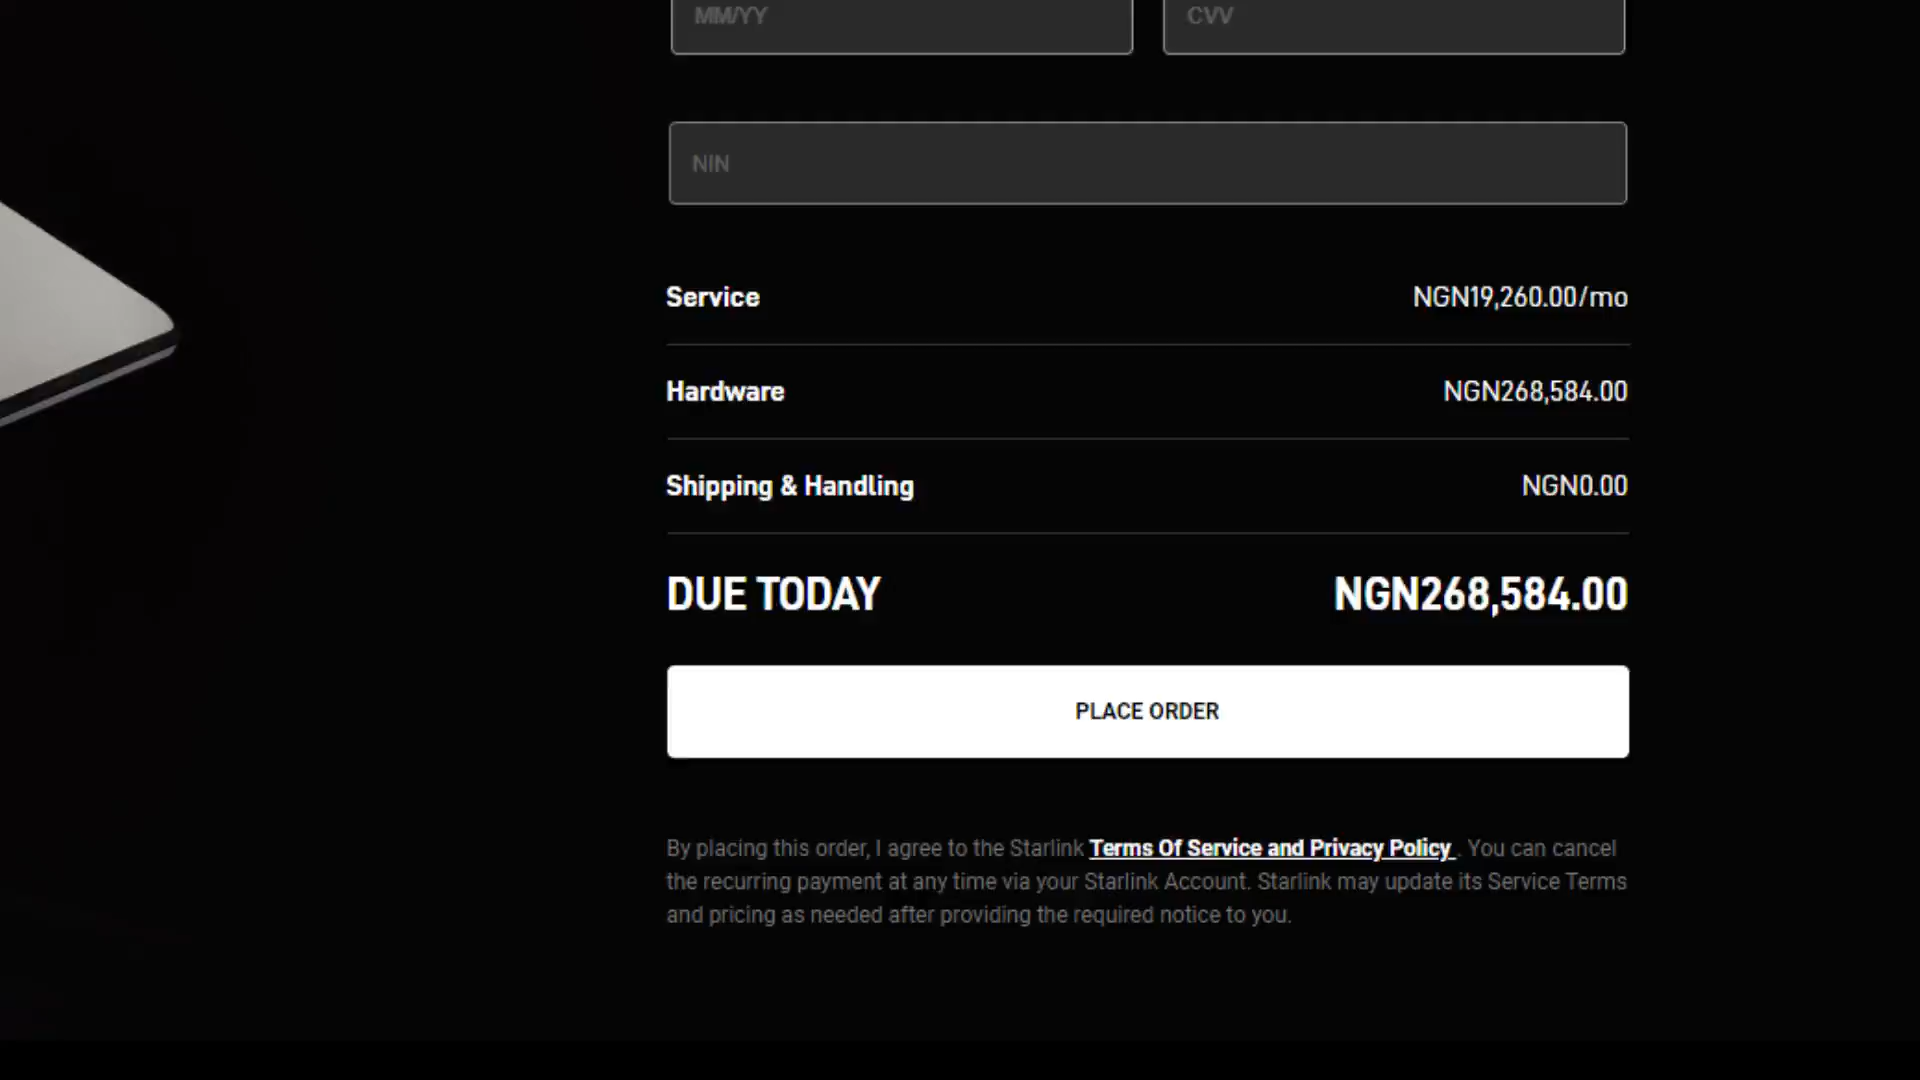 MM/YY CVV
NIN
Service NGN19,260.00/mo
Hardware NGN268,584.00
Shipping & Handling NGN0.00
DUE TODAY NGN268,584.00
PLACE ORDER
By placing this order, I agree to the Starlink Terms Of Service and Privacy Policy . You can cancel
the recurring payment at any time via your Starlink Account. Starlink may update its Service Terms
and pricing as needed after providing the required notice to you.